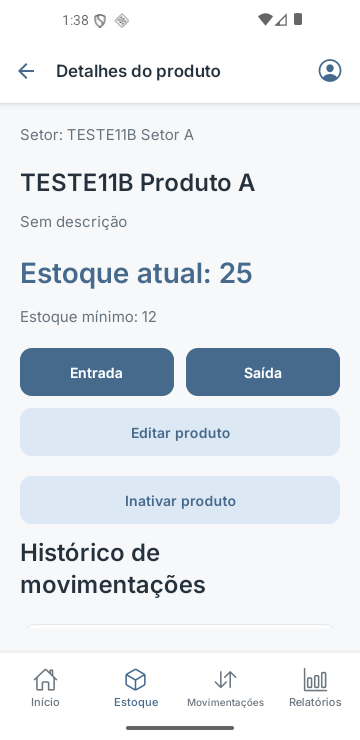 1:38
Detalhes do produto
Setor: TESTE11B Setor A
TESTE11B Produto A
Sem descrição
Estoque atual: 25
Estoque mínimo: 12
Entrada
Saída
Editar produto
Inativar produto
Histórico de
movimentações
Início
Estoque
Movimentações
Relatórios